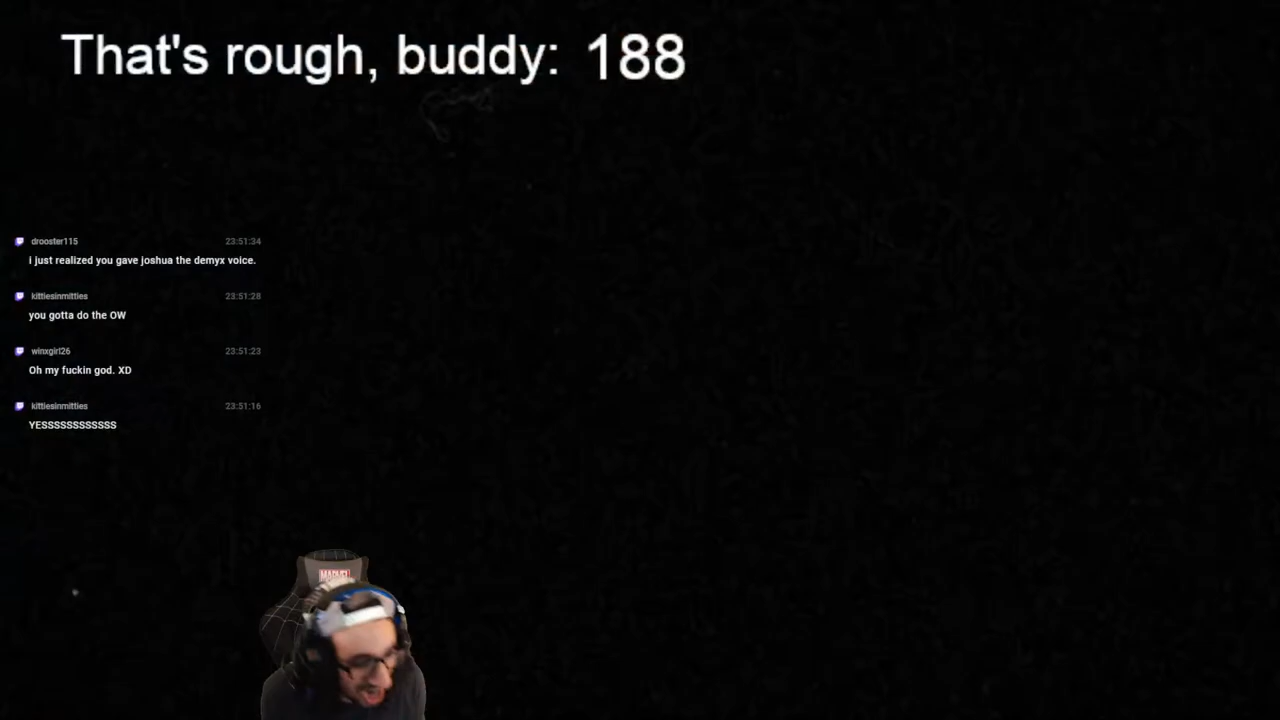 That's rough, buddy: 188
drooster115 23:51:34
i just realized you gave joshua the demyx voice.
kittiesinmitties 23:51:28
you gotta do the OW
winxgirl26 23:51:23
Oh my fuckin god. XD
kittiesinmitties 23:51:16
YESSSSSSSSSSSS
MARVEL